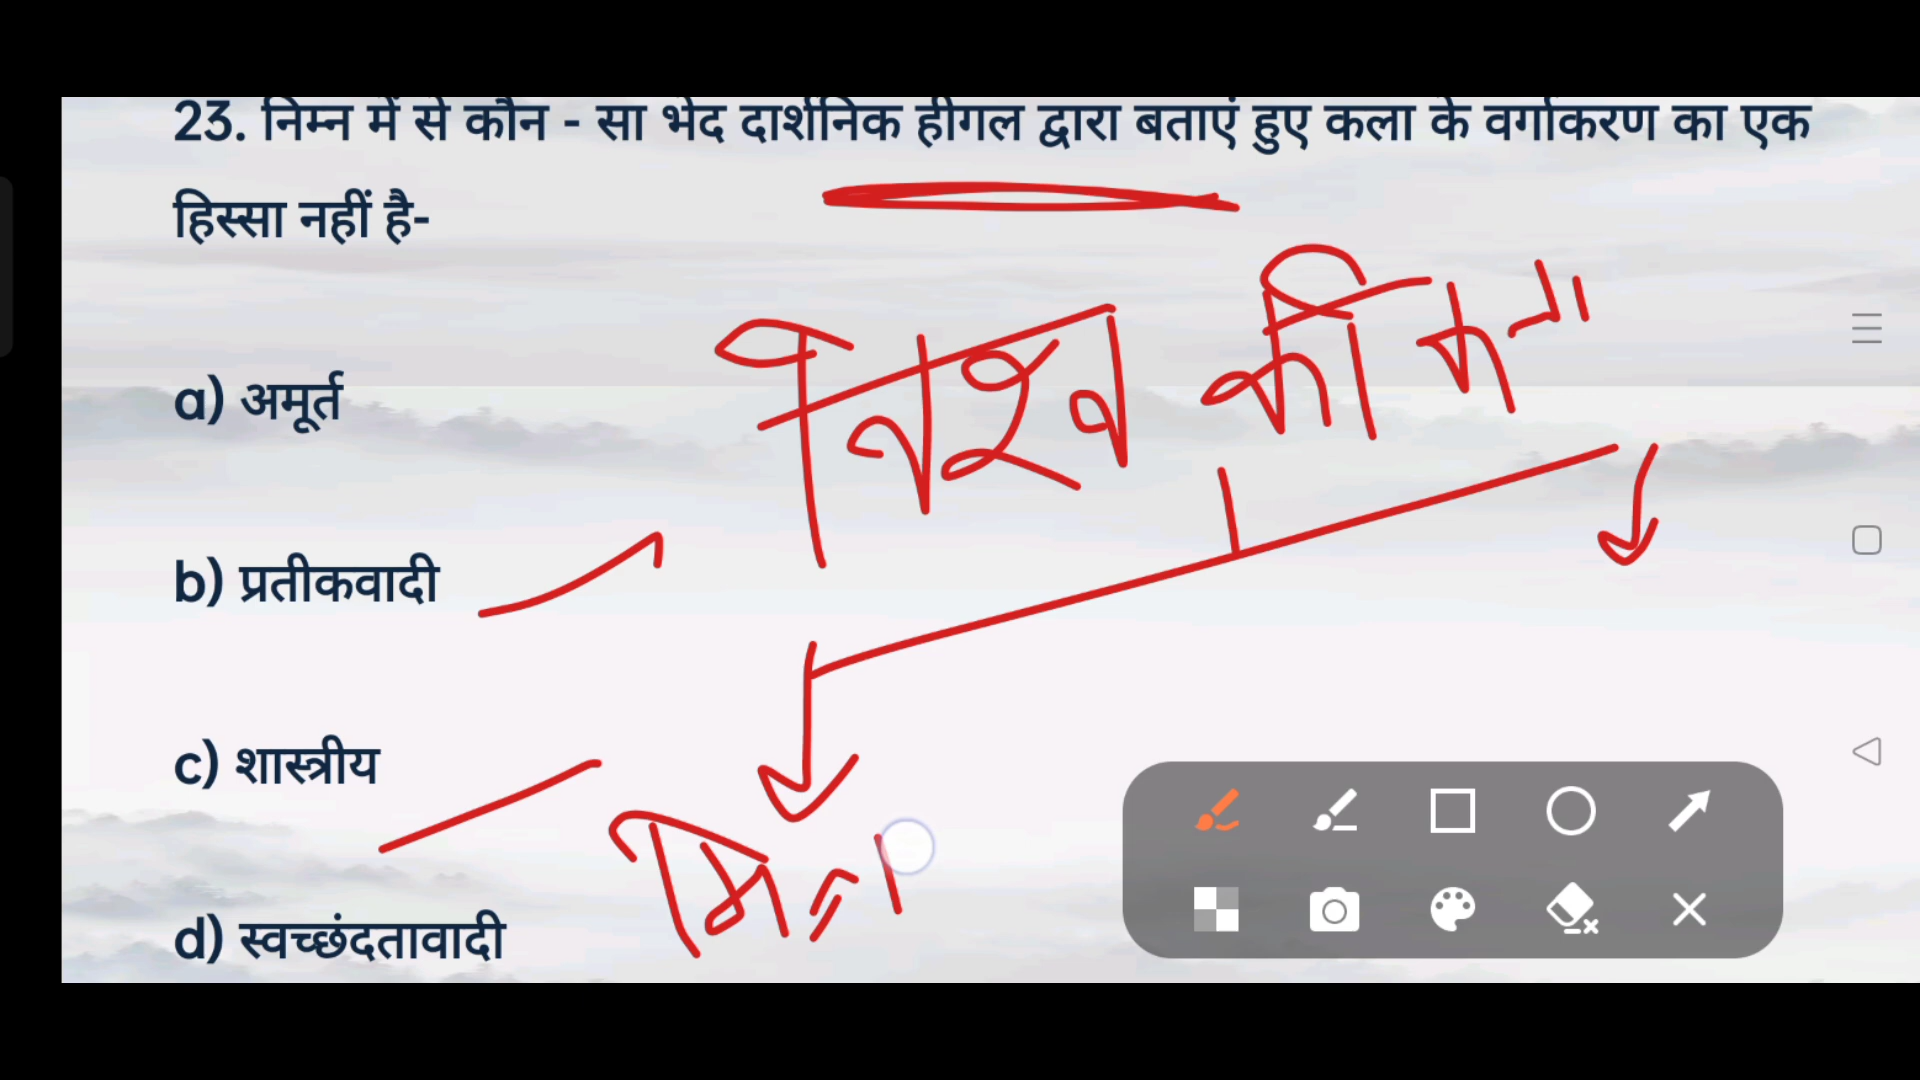 23. निम्न में से कौन - सा भेद दार्शनिक हीगल द्वारा बताएं हुए कला के वर्गीकरण का एक
हिस्सा नहीं है-
विश्व की क
a) अमूर्त
b) प्रतीकवादी
c) शास्त्रीय
d) स्वच्छंदतावादी